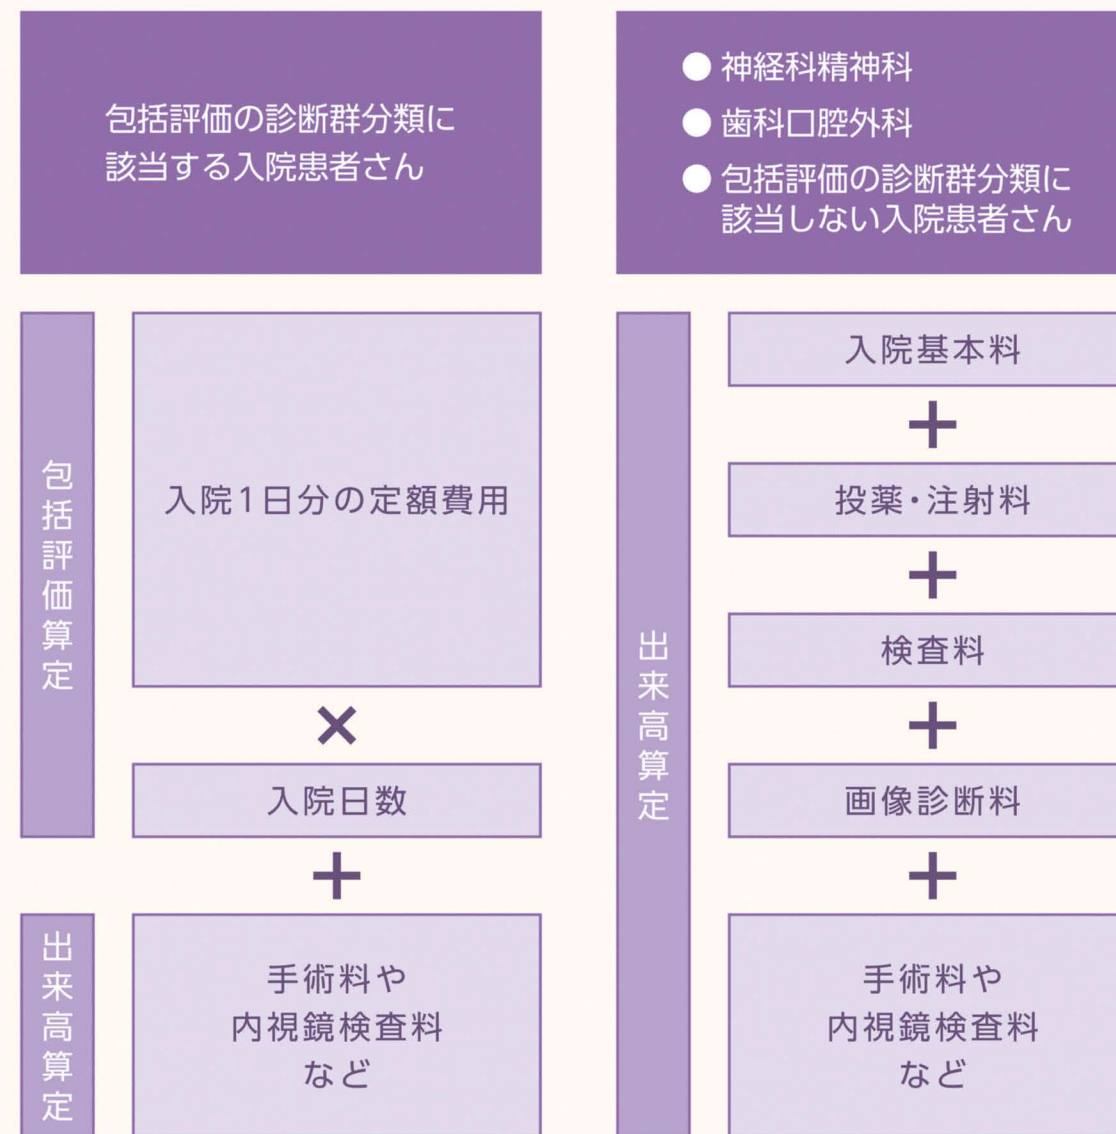 包括評価の診断群分類に
該当する入院患者さん
包括評価算定
入院1日分の定額費用
×
入院日数
+
出来高算定
手術料や
内視鏡検査料
など
● 神経科精神科
● 歯科口腔外科
● 包括評価の診断群分類に
該当しない入院患者さん
出来高算定
入院基本料
+
投薬・注射料
+
検査料
+
画像診断料
+
手術料や
内視鏡検査料
など